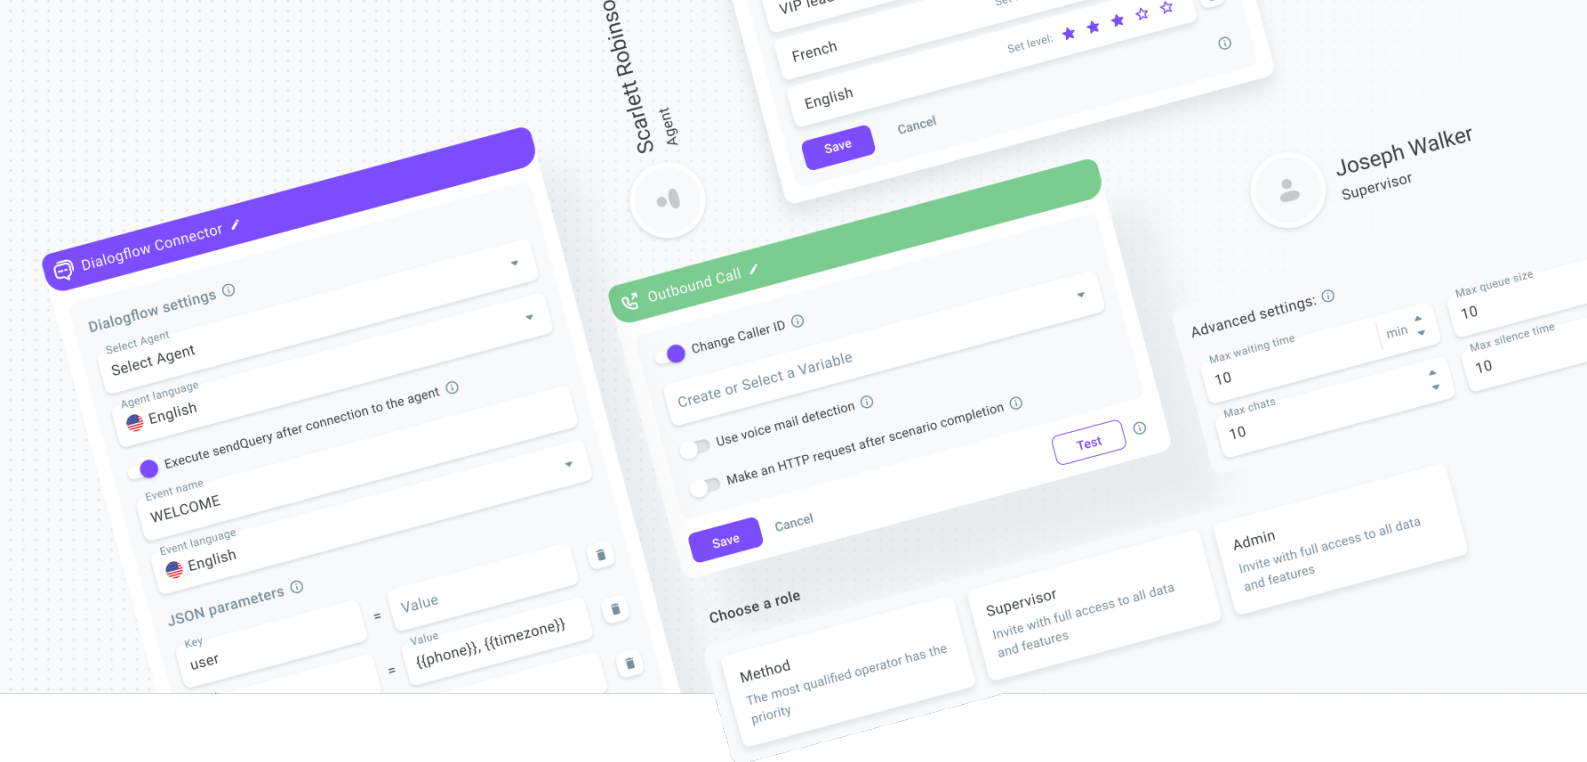 Dialogflow Connector
Dialogflow settings
Select Agent
Select Agent
Agent language
English
Execute sendQuery after connection to the agent
Event name
WELCOME
Event language
English
JSON parameters
Key
user
=
Value
=
Value
{{phone}}, {{timezone}}
Scarlett Robinso
Agent
VIP lead
French
Set level:
English
Save
Cancel
Outbound Call
Change Caller ID
Create or Select a Variable
Use voice mail detection
Make an HTTP request after scenario completion
Test
Save
Cancel
Joseph Walker
Supervisor
Advanced settings:
Max waiting time
10
min
Max queue size
10
Max chats
10
Max silence time
10
Choose a role
Method
The most qualified operator has the
priority
Supervisor
Invite with full access to all data
and features
Admin
Invite with full access to all data
and features